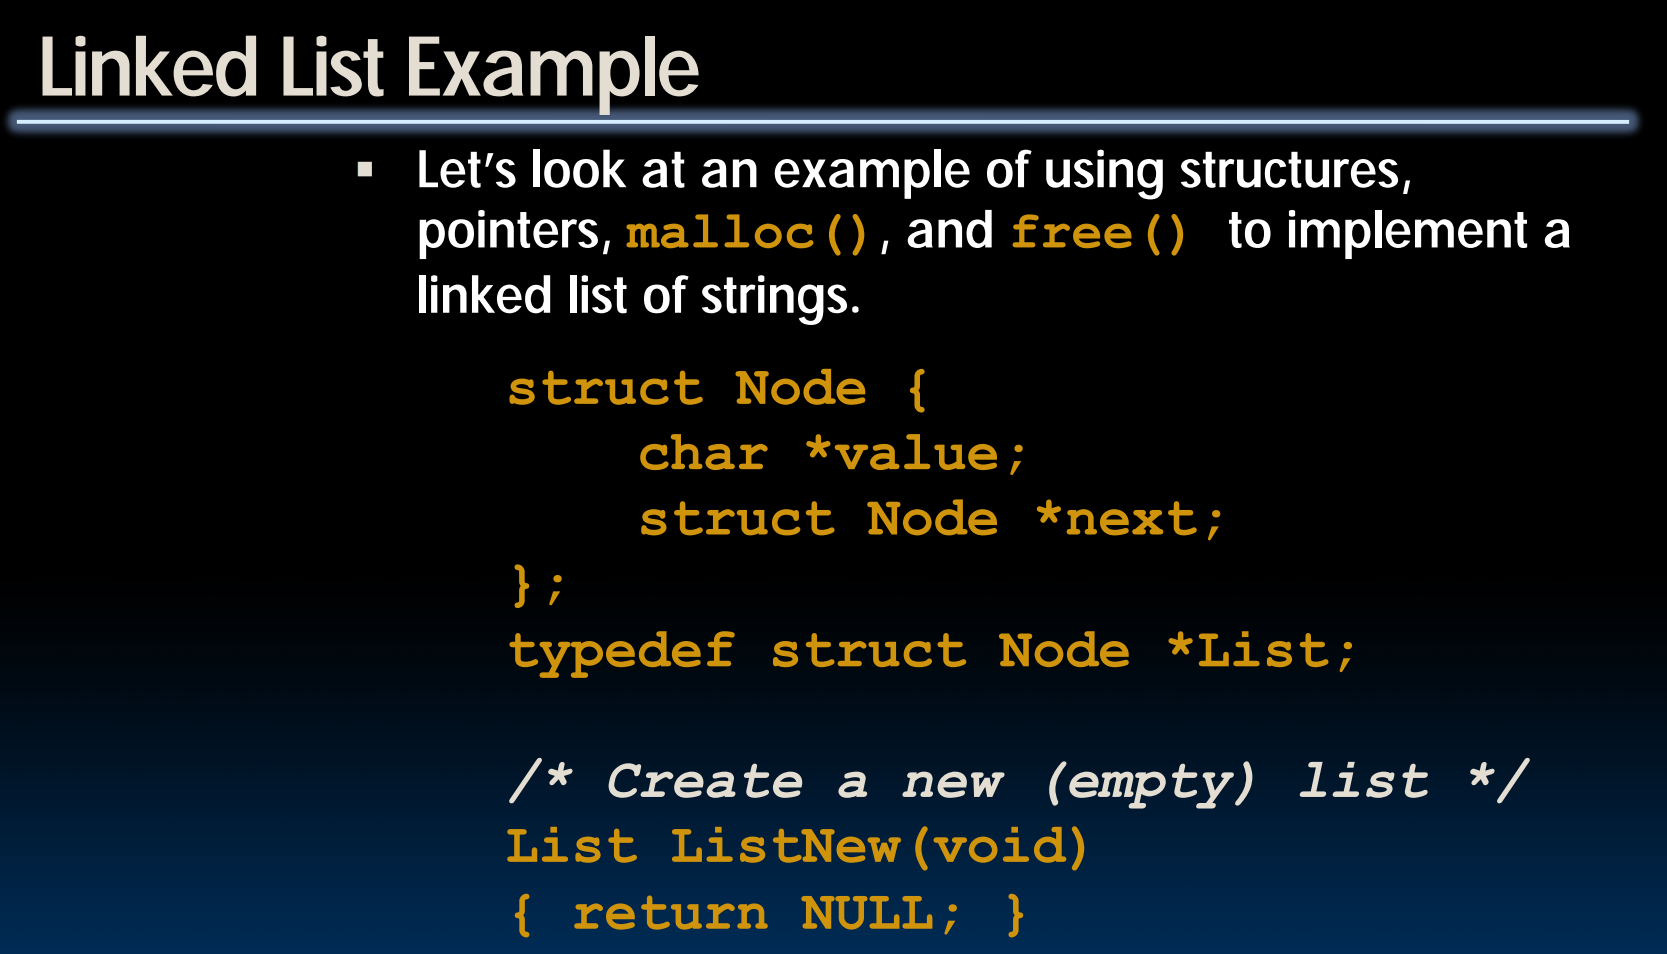 Linked List Example
▪ Let's look at an example of using structures,
pointers, malloc(), and free() to implement a
linked list of strings.
struct Node {
char *value;
struct Node *next;
};
typedef struct Node *List;
/* Create a new (empty) list */
List ListNew(void)
{ return NULL; }